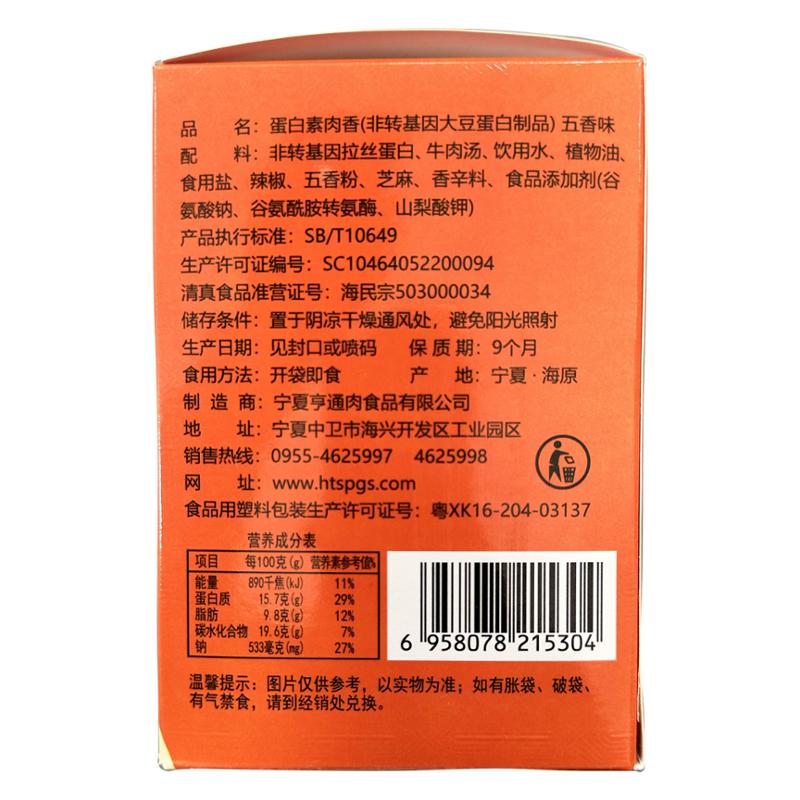 品 名：蛋白素肉香(非转基因大豆蛋白制品) 五香味
配 料：非转基因拉丝蛋白、牛肉汤、饮用水、植物油、
食用盐、辣椒、五香粉、芝麻、香辛料、食品添加剂(谷
氨酸钠、谷氨酰胺转氨酶、山梨酸钾)
产品执行标准：SB/T10649
生产许可证编号：SC10464052200094
清真食品准营证号：海民宗503000034
储存条件：置于阴凉干燥通风处，避免阳光照射
生产日期：见封口或喷码 保 质 期：9个月
食用方法：开袋即食 产 地：宁夏·海原
制 造 商：宁夏亨通肉食品有限公司
地 址：宁夏中卫市海兴开发区工业园区
销售热线：0955-4625997 4625998
网 址：www.htspgs.com
食品用塑料包装生产许可证号：粤XK16-204-03137
营养成分表
项目 每100克(g) 营养素参考值%
能量 890千焦(kJ) 11%
蛋白质 15.7克(g) 29%
脂肪 9.8克(g) 12%
碳水化合物 19.6克(g) 7%
钠 533毫克(mg) 27%
6 958078 215304
温馨提示：图片仅供参考，以实物为准；如有胀袋、破袋、
有气禁食，请到经销处兑换。